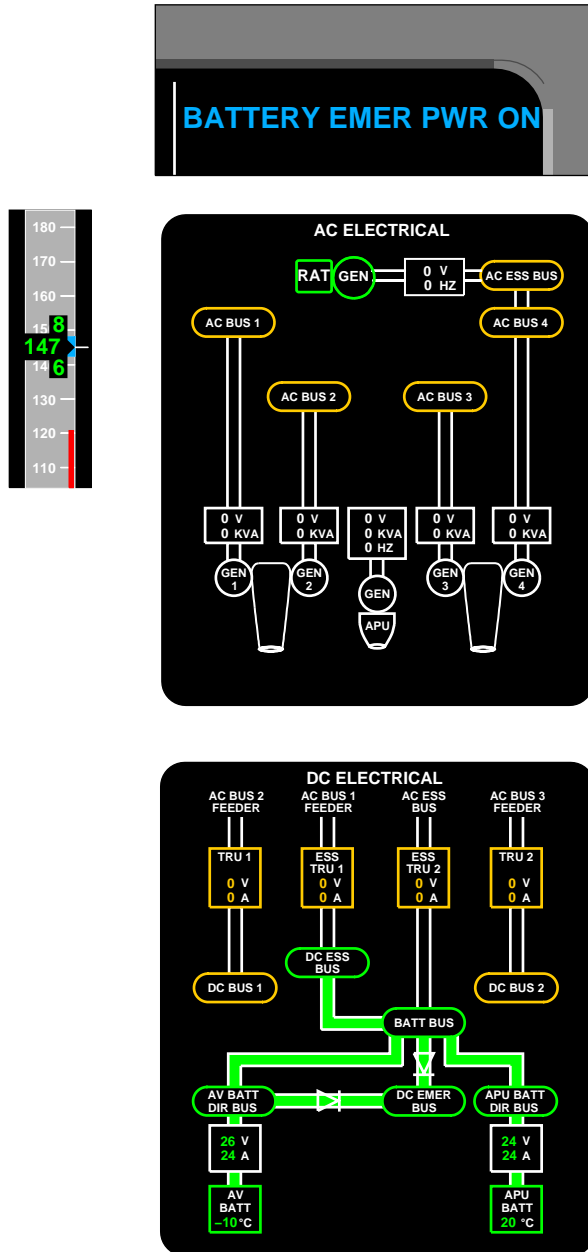 BATTERY EMER PWR ON
180
170
160
15
8
147
14
6
130
120
110
AC ELECTRICAL
RAT GEN
0 V
0 HZ
AC ESS BUS
AC BUS 1
AC BUS 4
AC BUS 2
AC BUS 3
0 V
0 KVA
0 V
0 KVA
0 V
0 KVA
0 HZ
0 V
0 KVA
0 V
0 KVA
GEN
1
GEN
2
GEN
GEN
3
GEN
4
APU
DC ELECTRICAL
AC BUS 2
FEEDER
AC BUS 1
FEEDER
AC ESS
BUS
AC BUS 3
FEEDER
TRU 1
0 V
0 A
ESS
TRU 1
0 V
0 A
ESS
TRU 2
0 V
0 A
TRU 2
0 V
0 A
DC ESS
BUS
DC BUS 1
DC BUS 2
BATT BUS
AV BATT
DIR BUS
DC EMER
BUS
APU BATT
DIR BUS
26 V
24 A
24 V
24 A
AV
BATT
–10 °C
APU
BATT
20 °C